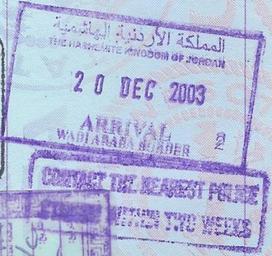 المملكة الأردنية الهاشمية
THE HASHEMITE KINGDOM OF JORDAN
20 DEC 2003
ARRIVAL
2
WADI ARABA BORDER
2
CONTACT THE NEAREST POLICE
WITHIN TWO WEEKS